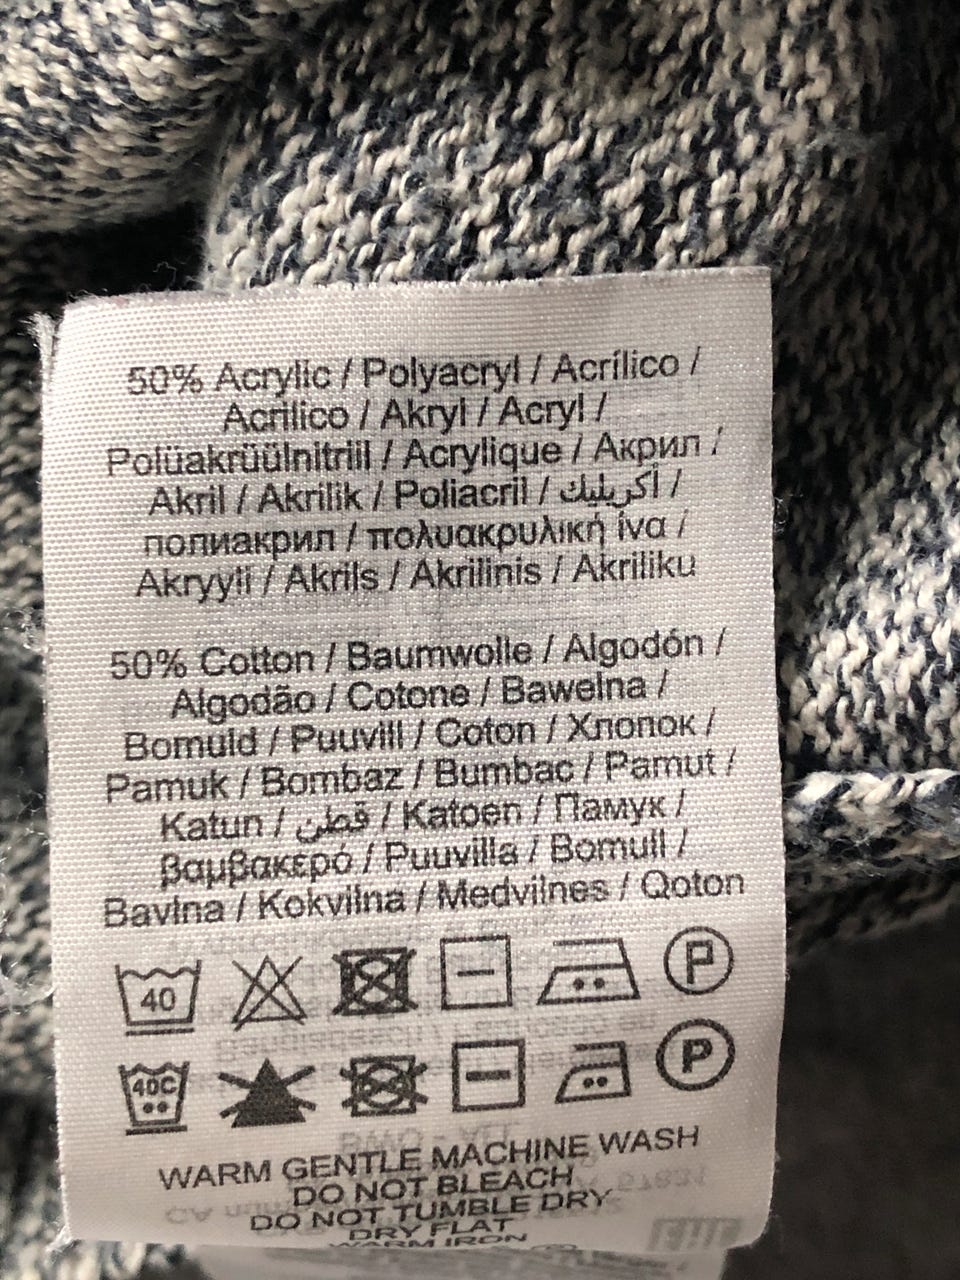 50% Acrylic / Polyacryl / Acrílico /
Acrilico / Akryl / Acryl /
Polüakrüülnitriil / Acrylique / Акрил /
Akril / Akrilik / Poliacril / أكريليك /
полиакрил / πολυακρυλική ίνα /
Akryyli / Akrils / Akrilinis / Akriliku
50% Cotton / Baumwolle / Algodón /
Algodão / Cotone / Bawełna /
Bomuld / Puuvill / Coton / Хлопок /
Pamuk / Bombaz / Bumbac / Pamut /
Katun / قطن / Katoen / Памук /
βαμβακερό / Puuvilla / Bomull /
Bavlna / Kokvilna / Medvilnes / Qoton
40 P
40C P
WARM GENTLE MACHINE WASH
DO NOT BLEACH
DO NOT TUMBLE DRY
DRY FLAT
WARM IRON